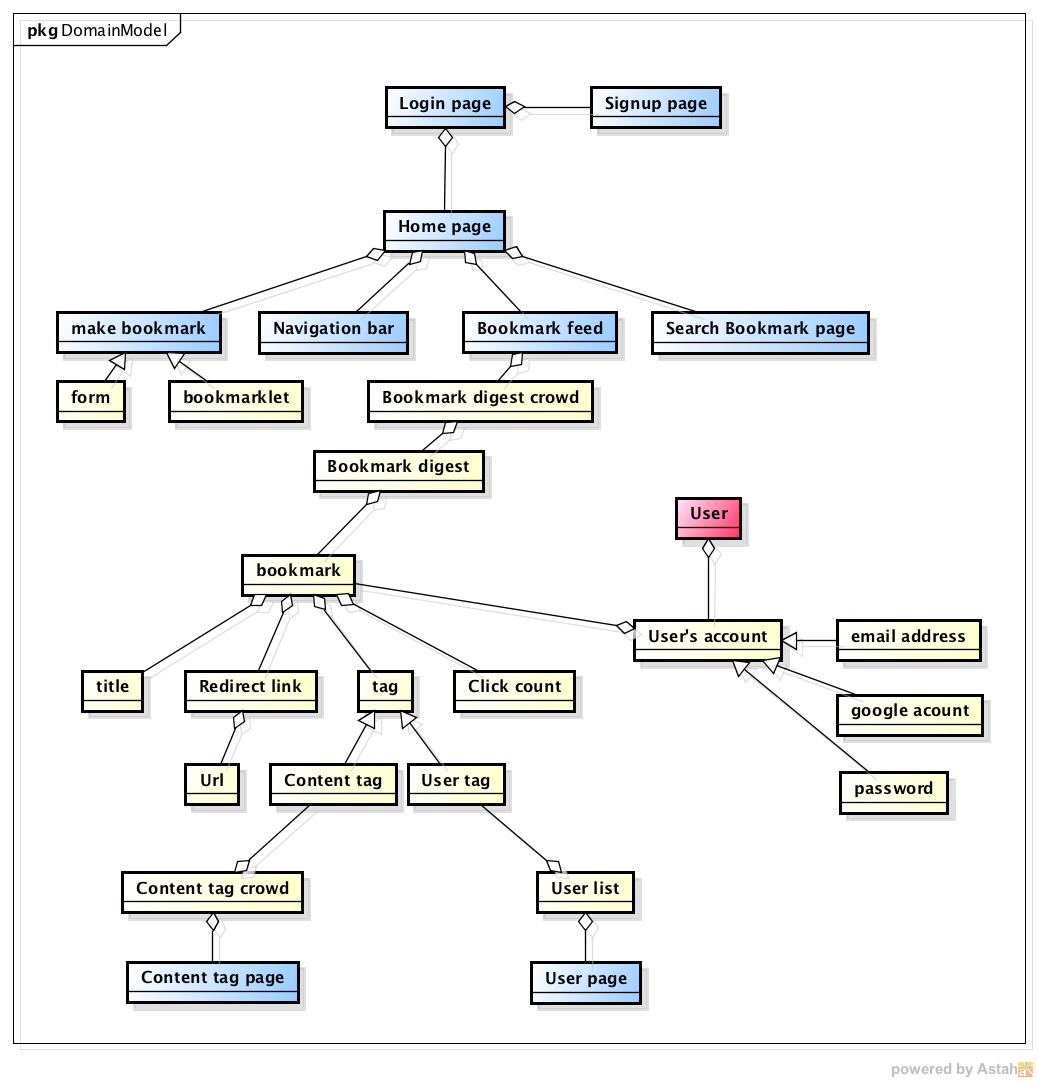 pkg DomainModel
Login page
Signup page
Home page
make bookmark
Navigation bar
Bookmark feed
Search Bookmark page
form
bookmarklet
Bookmark digest crowd
Bookmark digest
User
bookmark
User's account
email address
title
Redirect link
tag
Click count
google acount
Url
Content tag
User tag
password
Content tag crowd
User list
Content tag page
User page
powered by Astah